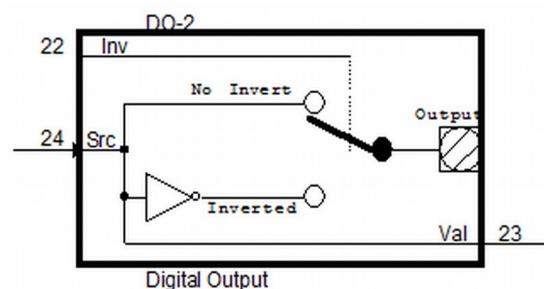 DO-2
22 Inv
No Invert
Output
24 Src
Inverted
Val 23
Digital Output